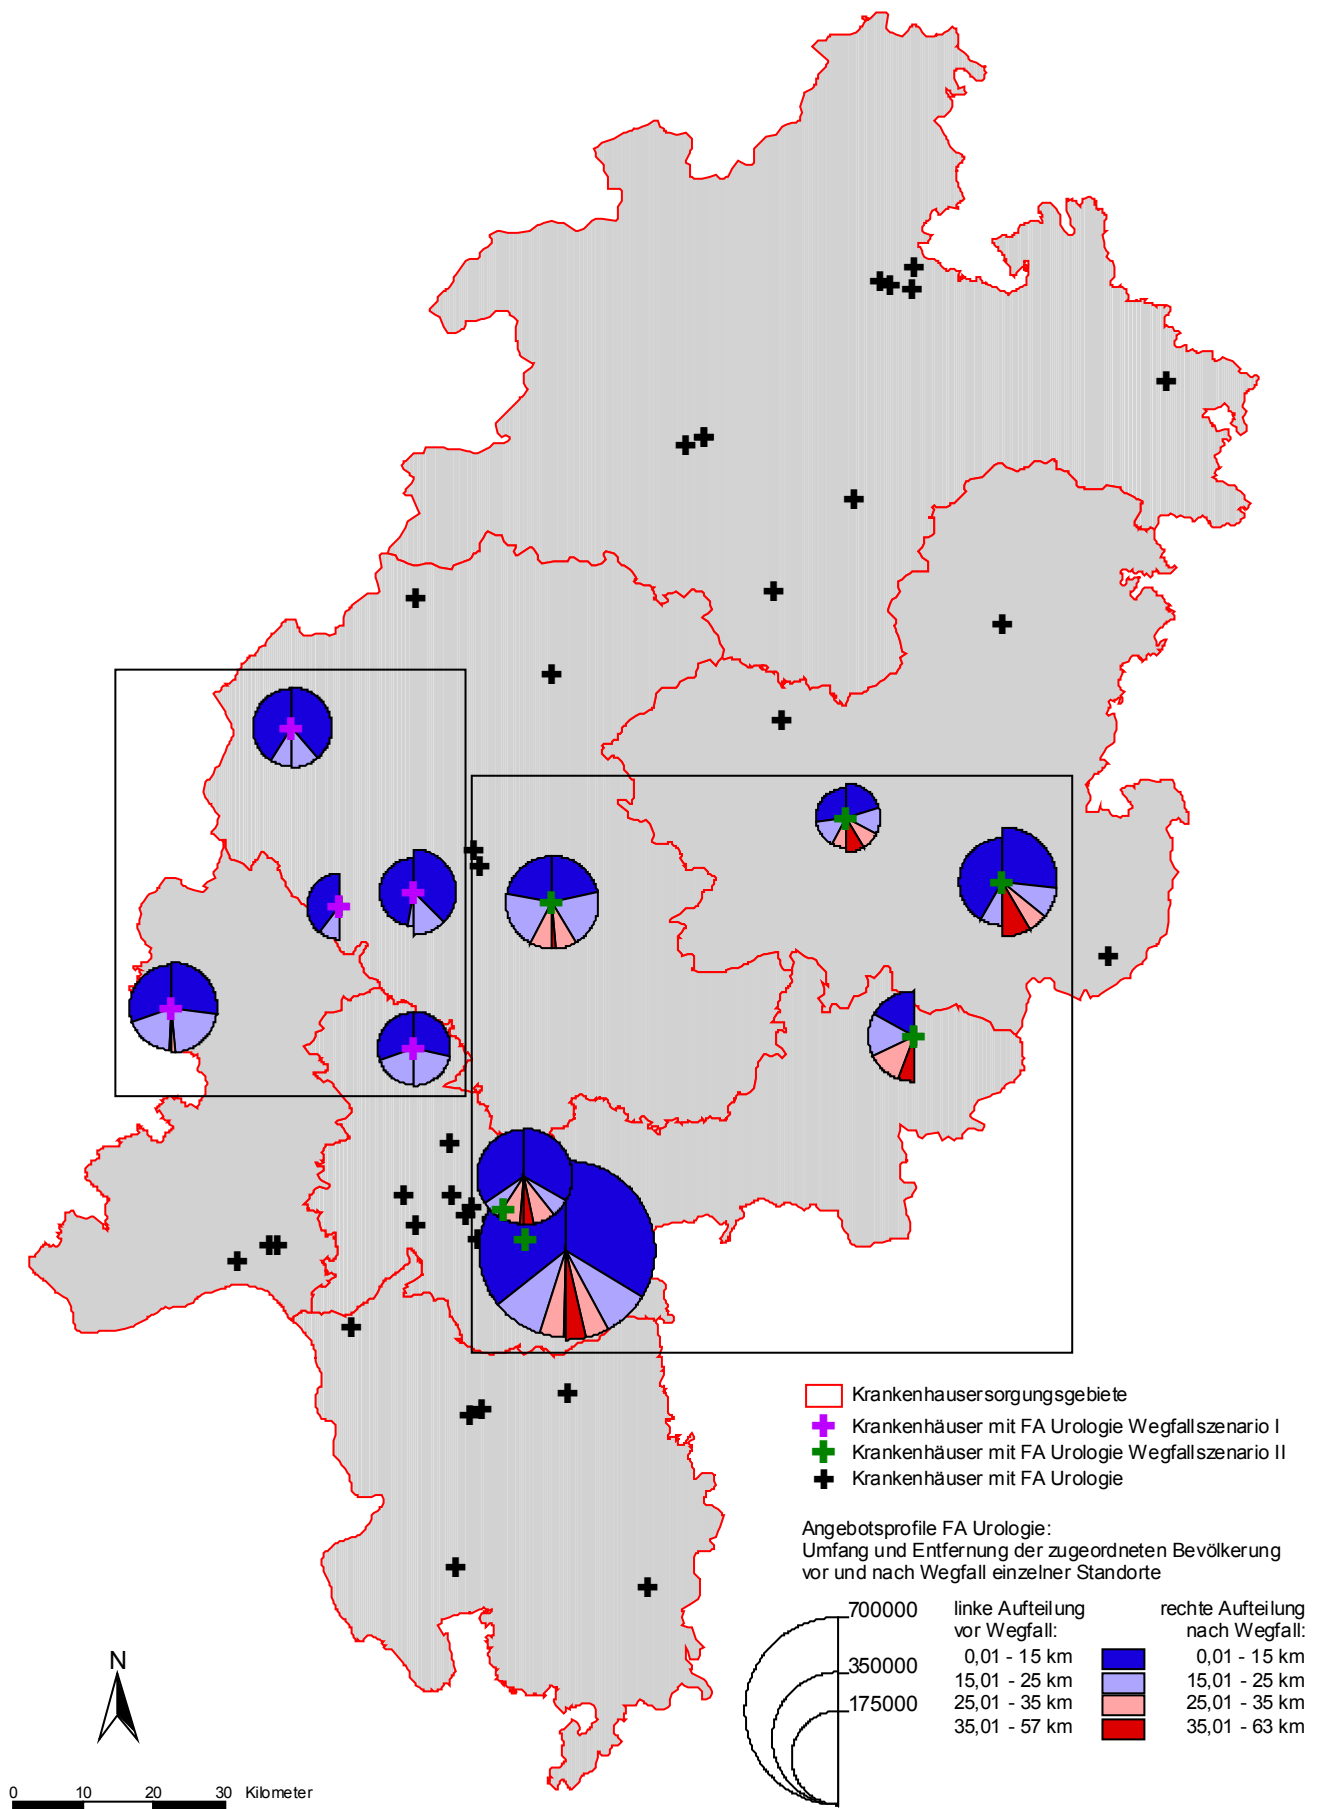 Krankenhausersorgungsgebiete
Krankenhäuser mit FA Urologie Wegfallszenario I
Krankenhäuser mit FA Urologie Wegfallszenario II
Krankenhäuser mit FA Urologie
Angebotsprofile FA Urologie:
Umfang und Entfernung der zugeordneten Bevölkerung
vor und nach Wegfall einzelner Standorte
700000
350000
175000
linke Aufteilung
vor Wegfall:
0,01 - 15 km
15,01 - 25 km
25,01 - 35 km
35,01 - 57 km
rechte Aufteilung
nach Wegfall:
0,01 - 15 km
15,01 - 25 km
25,01 - 35 km
35,01 - 63 km
N
0 10 20 30 Kilometer